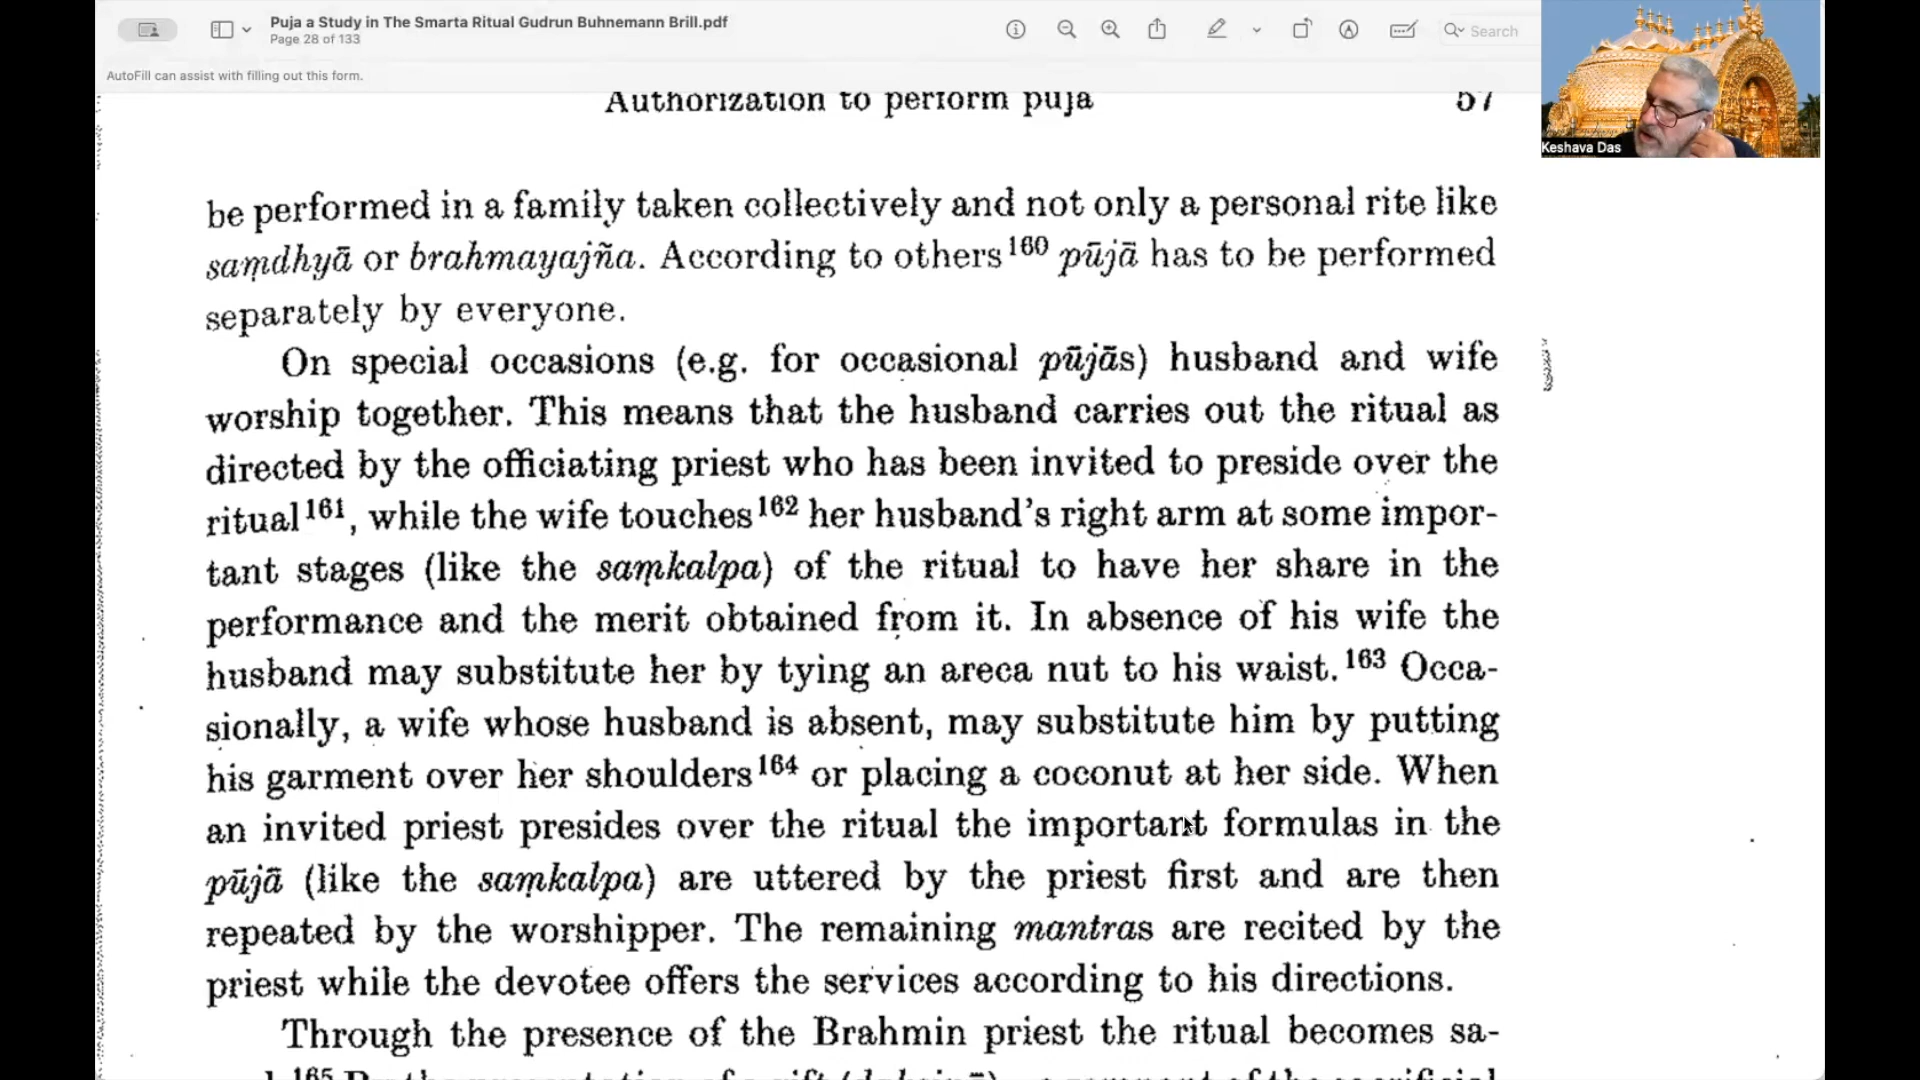 Puja a Study in The Smarta Ritual Gudrun Buhnemann Brill.pdf
Page 28 of 133
Search
AutoFill can assist with filling out this form.
Keshava Das
Authorization to perform puja 57
be performed in a family taken collectively and not only a personal rite like
saṃdhyā or brahmayajña. According to others160 pūjā has to be performed
separately by everyone.
On special occasions (e.g. for occasional pūjās) husband and wife
worship together. This means that the husband carries out the ritual as
directed by the officiating priest who has been invited to preside over the
ritual161, while the wife touches162 her husband's right arm at some impor-
tant stages (like the saṃkalpa) of the ritual to have her share in the
performance and the merit obtained from it. In absence of his wife the
husband may substitute her by tying an areca nut to his waist.163 Occa-
sionally, a wife whose husband is absent, may substitute him by putting
his garment over her shoulders164 or placing a coconut at her side. When
an invited priest presides over the ritual the important formulas in the
pūjā (like the saṃkalpa) are uttered by the priest first and are then
repeated by the worshipper. The remaining mantras are recited by the
priest while the devotee offers the services according to his directions.
Through the presence of the Brahmin priest the ritual becomes sa-